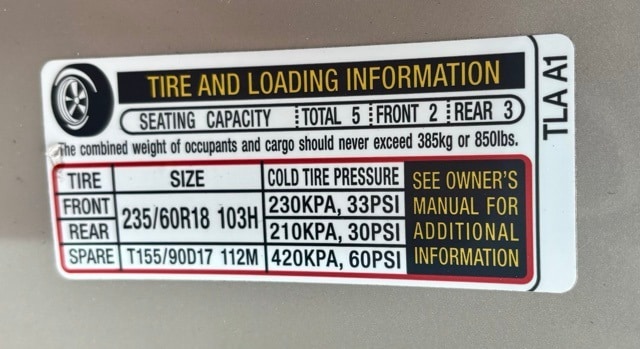 TIRE AND LOADING INFORMATION
SEATING CAPACITY TOTAL 5 FRONT 2 REAR 3
The combined weight of occupants and cargo should never exceed 385kg or 850lbs.
TIRE SIZE COLD TIRE PRESSURE
FRONT 235/60R18 103H 230KPA, 33PSI
REAR 210KPA, 30PSI
SPARE T155/90D17 112M 420KPA, 60PSI
SEE OWNER'S
MANUAL FOR
ADDITIONAL
INFORMATION
TLA A1